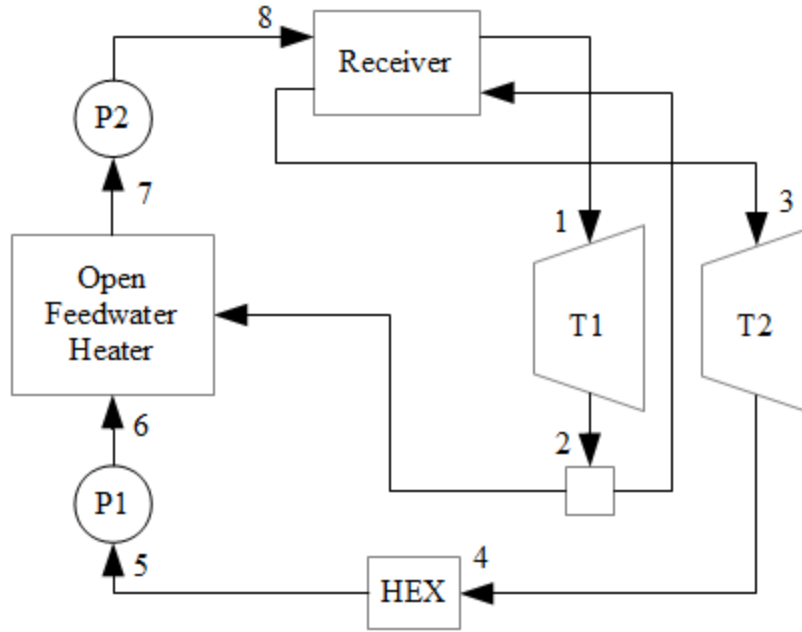 8
Receiver
P2
7
1
3
Open
Feedwater
Heater
T1
T2
6
2
P1
5
HEX
4